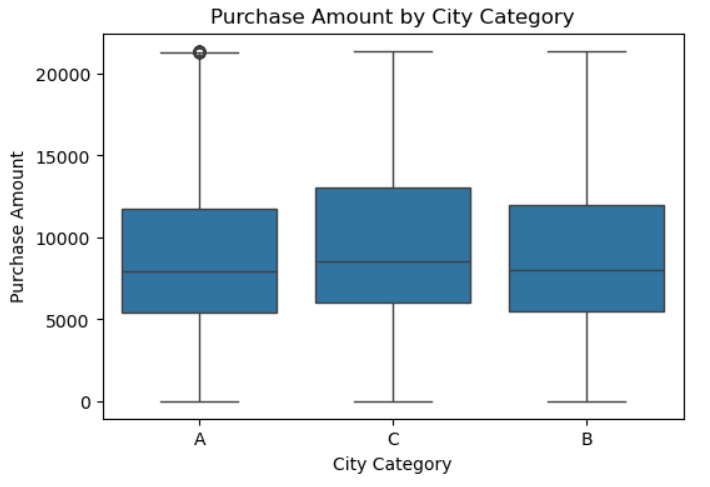 Purchase Amount by City Category
20000
15000
10000
5000
0
Purchase Amount
A
C
B
City Category